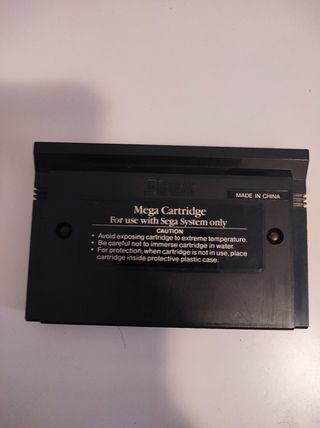 SEGA
MADE IN CHINA
Mega Cartridge
For use with Sega System only
CAUTION
• Avoid exposing cartridge to extreme temperature.
• Be careful not to immerse cartridge in water.
• For protection, when cartridge is not in use, place
cartridge inside protective plastic case.